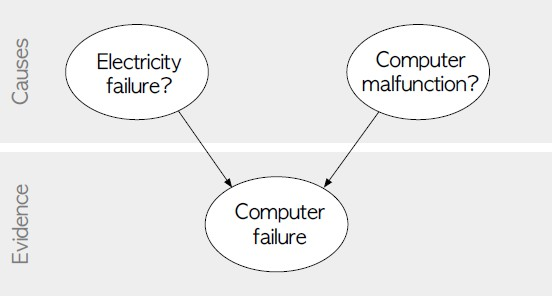 Causes
Electricity
failure?
Computer
malfunction?
Evidence
Computer
failure